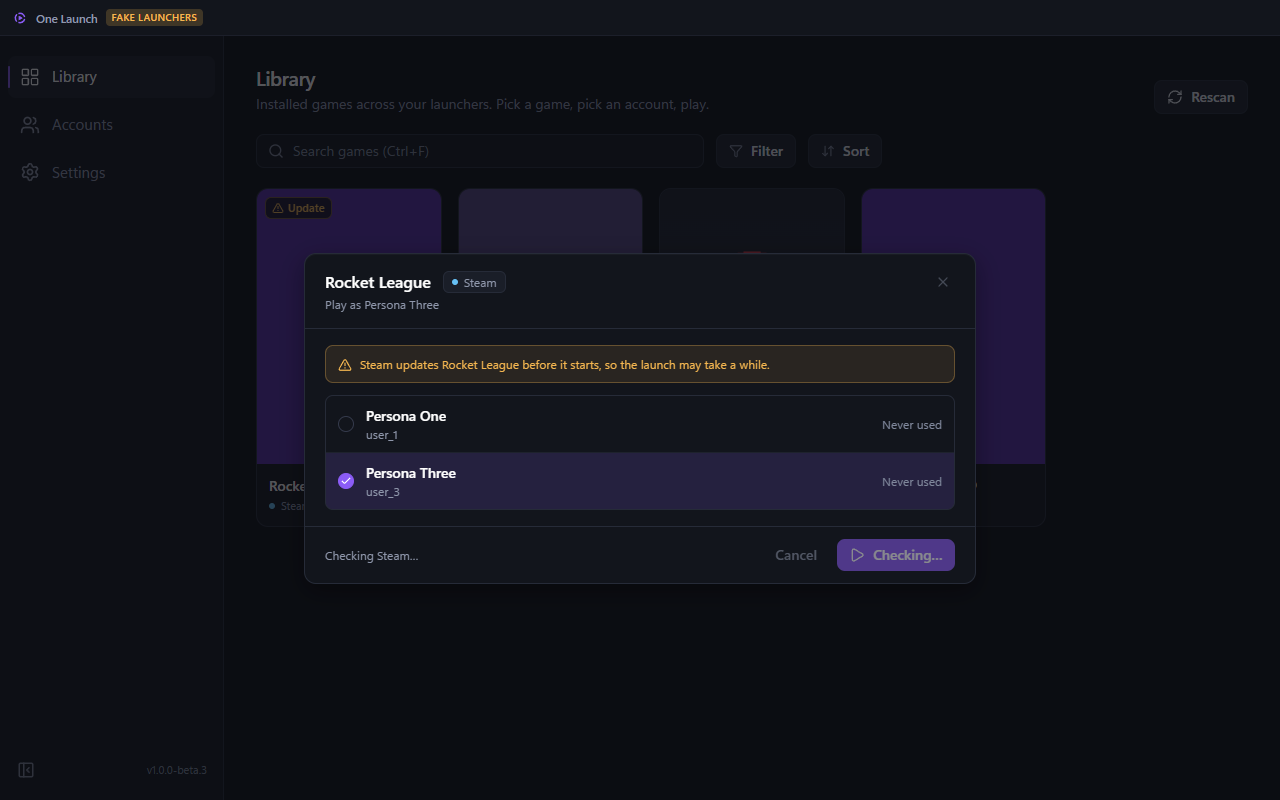 One Launch FAKE LAUNCHERS
Library
Accounts
Settings
Library
Installed games across your launchers. Pick a game, pick an account, play.
Rescan
Search games (Ctrl+F)
Filter
Sort
Update
Rocket League Steam
Play as Persona Three
Steam updates Rocket League before it starts, so the launch may take a while.
Persona One
user_1
Never used
Persona Three
user_3
Never used
Checking Steam...
Cancel
Checking...
v1.0.0-beta.3